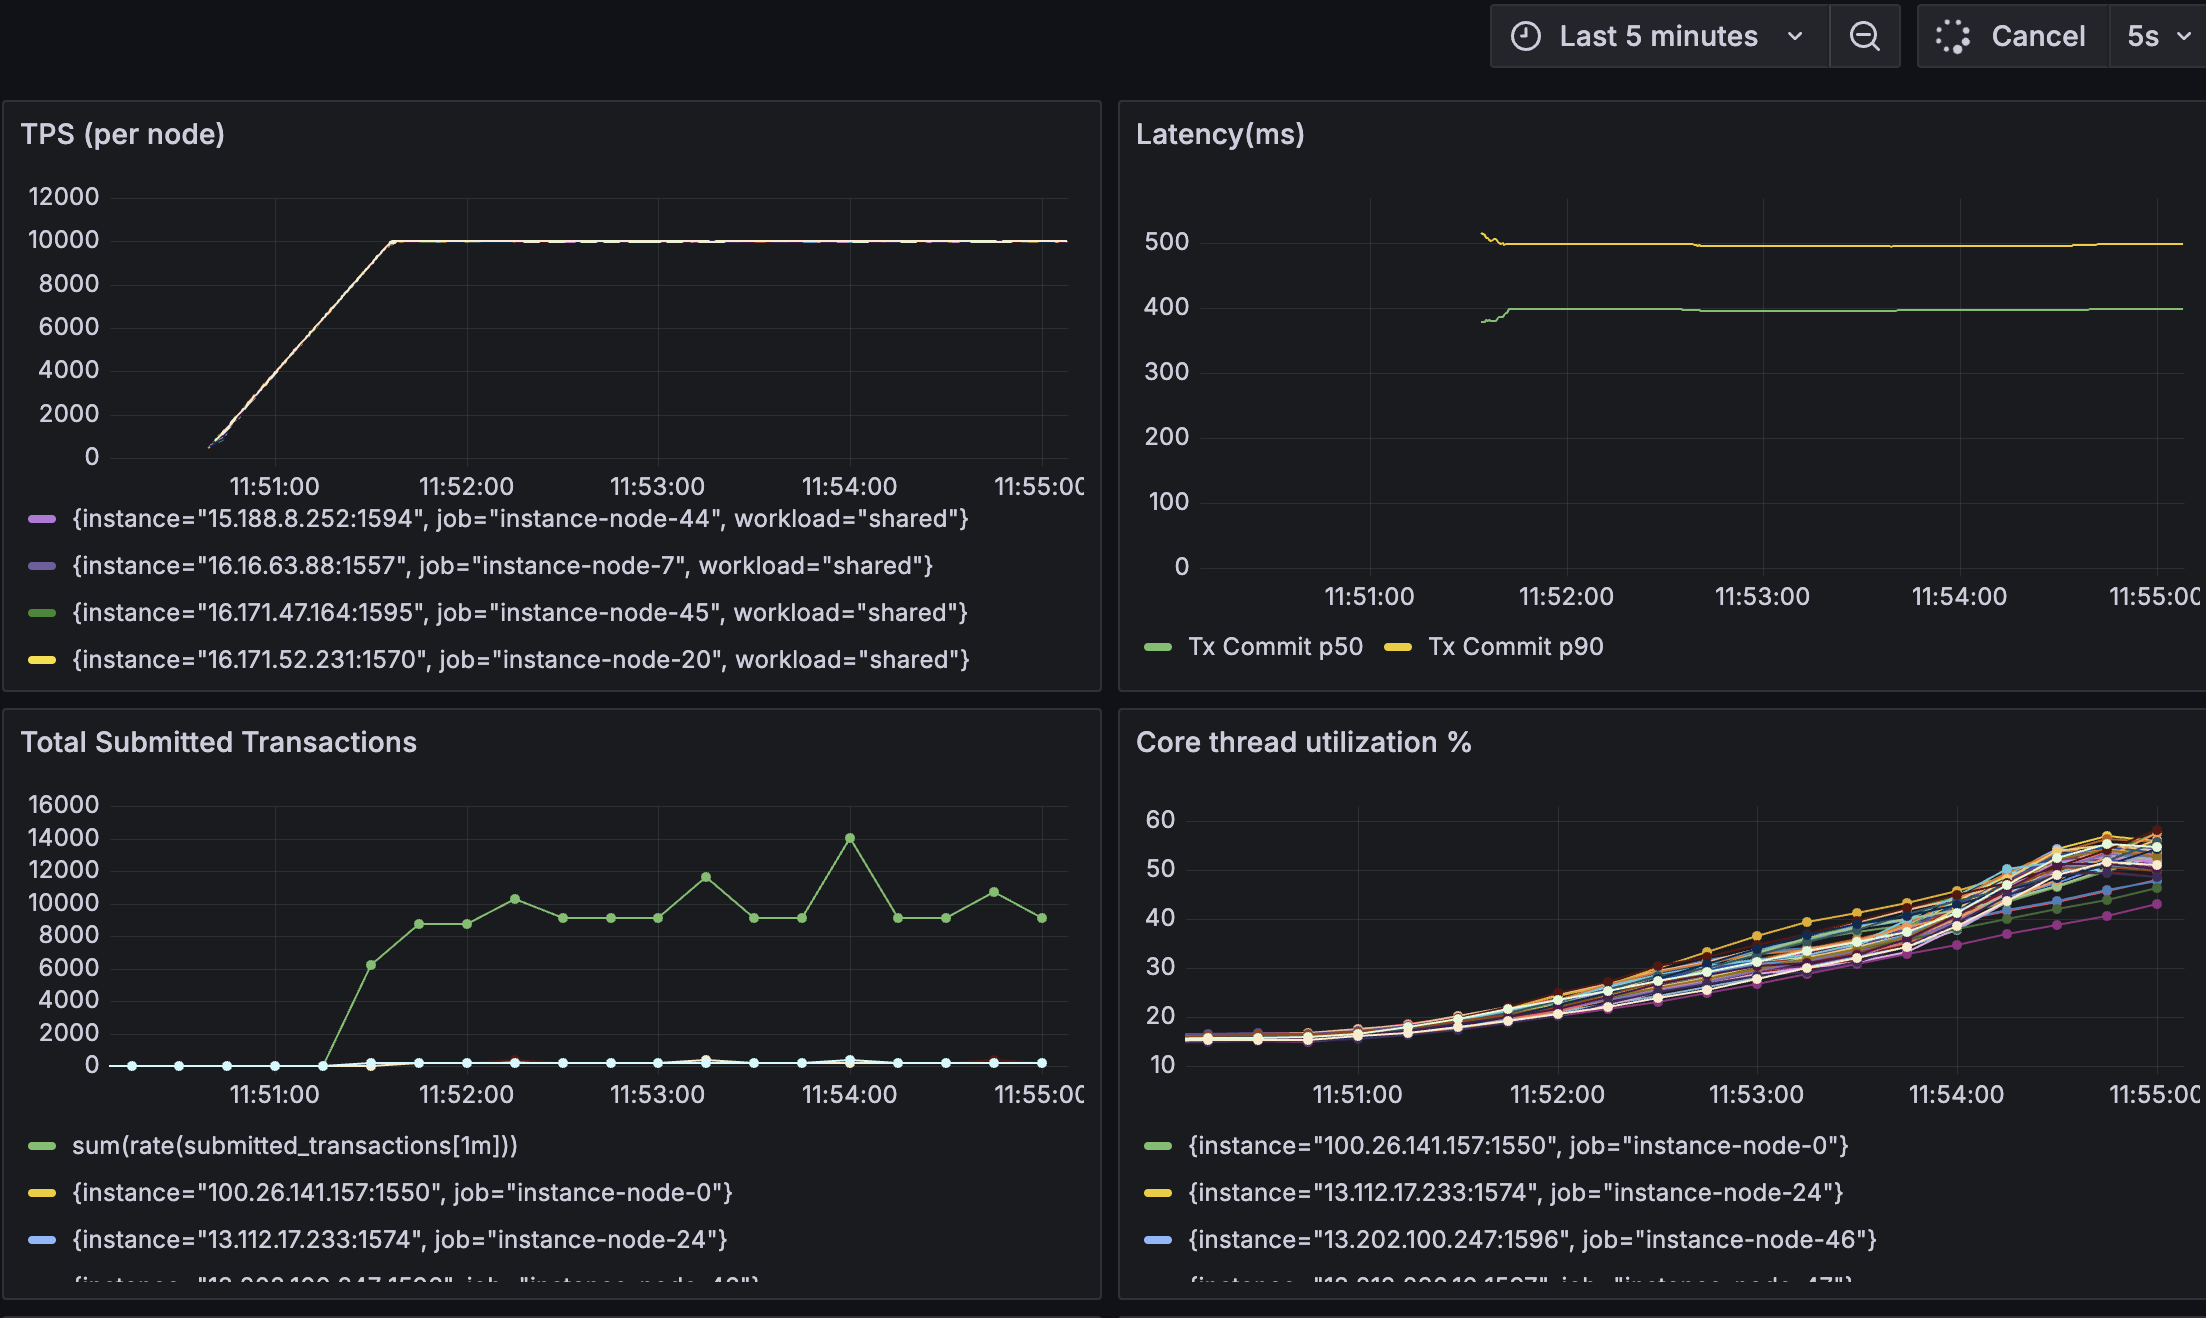 Last 5 minutes
Cancel
5s
TPS (per node)
12000
10000
8000
6000
4000
2000
0
11:51:00 11:52:00 11:53:00 11:54:00 11:55:00
{instance="15.188.8.252:1594", job="instance-node-44", workload="shared"}
{instance="16.16.63.88:1557", job="instance-node-7", workload="shared"}
{instance="16.171.47.164:1595", job="instance-node-45", workload="shared"}
{instance="16.171.52.231:1570", job="instance-node-20", workload="shared"}
Latency(ms)
500
400
300
200
100
0
11:51:00 11:52:00 11:53:00 11:54:00 11:55:00
Tx Commit p50 Tx Commit p90
Total Submitted Transactions
16000
14000
12000
10000
8000
6000
4000
2000
0
11:51:00 11:52:00 11:53:00 11:54:00 11:55:00
sum(rate(submitted_transactions[1m]))
{instance="100.26.141.157:1550", job="instance-node-0"}
{instance="13.112.17.233:1574", job="instance-node-24"}
Core thread utilization %
60
50
40
30
20
10
11:51:00 11:52:00 11:53:00 11:54:00 11:55:00
{instance="100.26.141.157:1550", job="instance-node-0"}
{instance="13.112.17.233:1574", job="instance-node-24"}
{instance="13.202.100.247:1596", job="instance-node-46"}